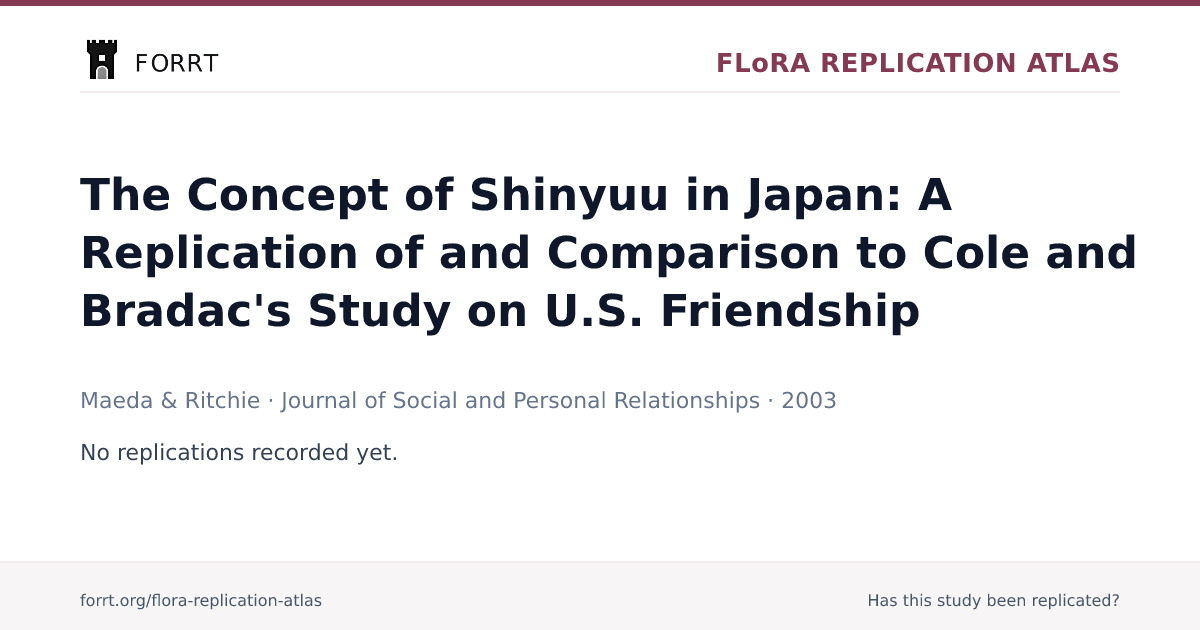 FORRT
FLoRA REPLICATION ATLAS
The Concept of Shinyuu in Japan: A
Replication of and Comparison to Cole and
Bradac's Study on U.S. Friendship
Maeda & Ritchie · Journal of Social and Personal Relationships · 2003
No replications recorded yet.
forrt.org/flora-replication-atlas
Has this study been replicated?